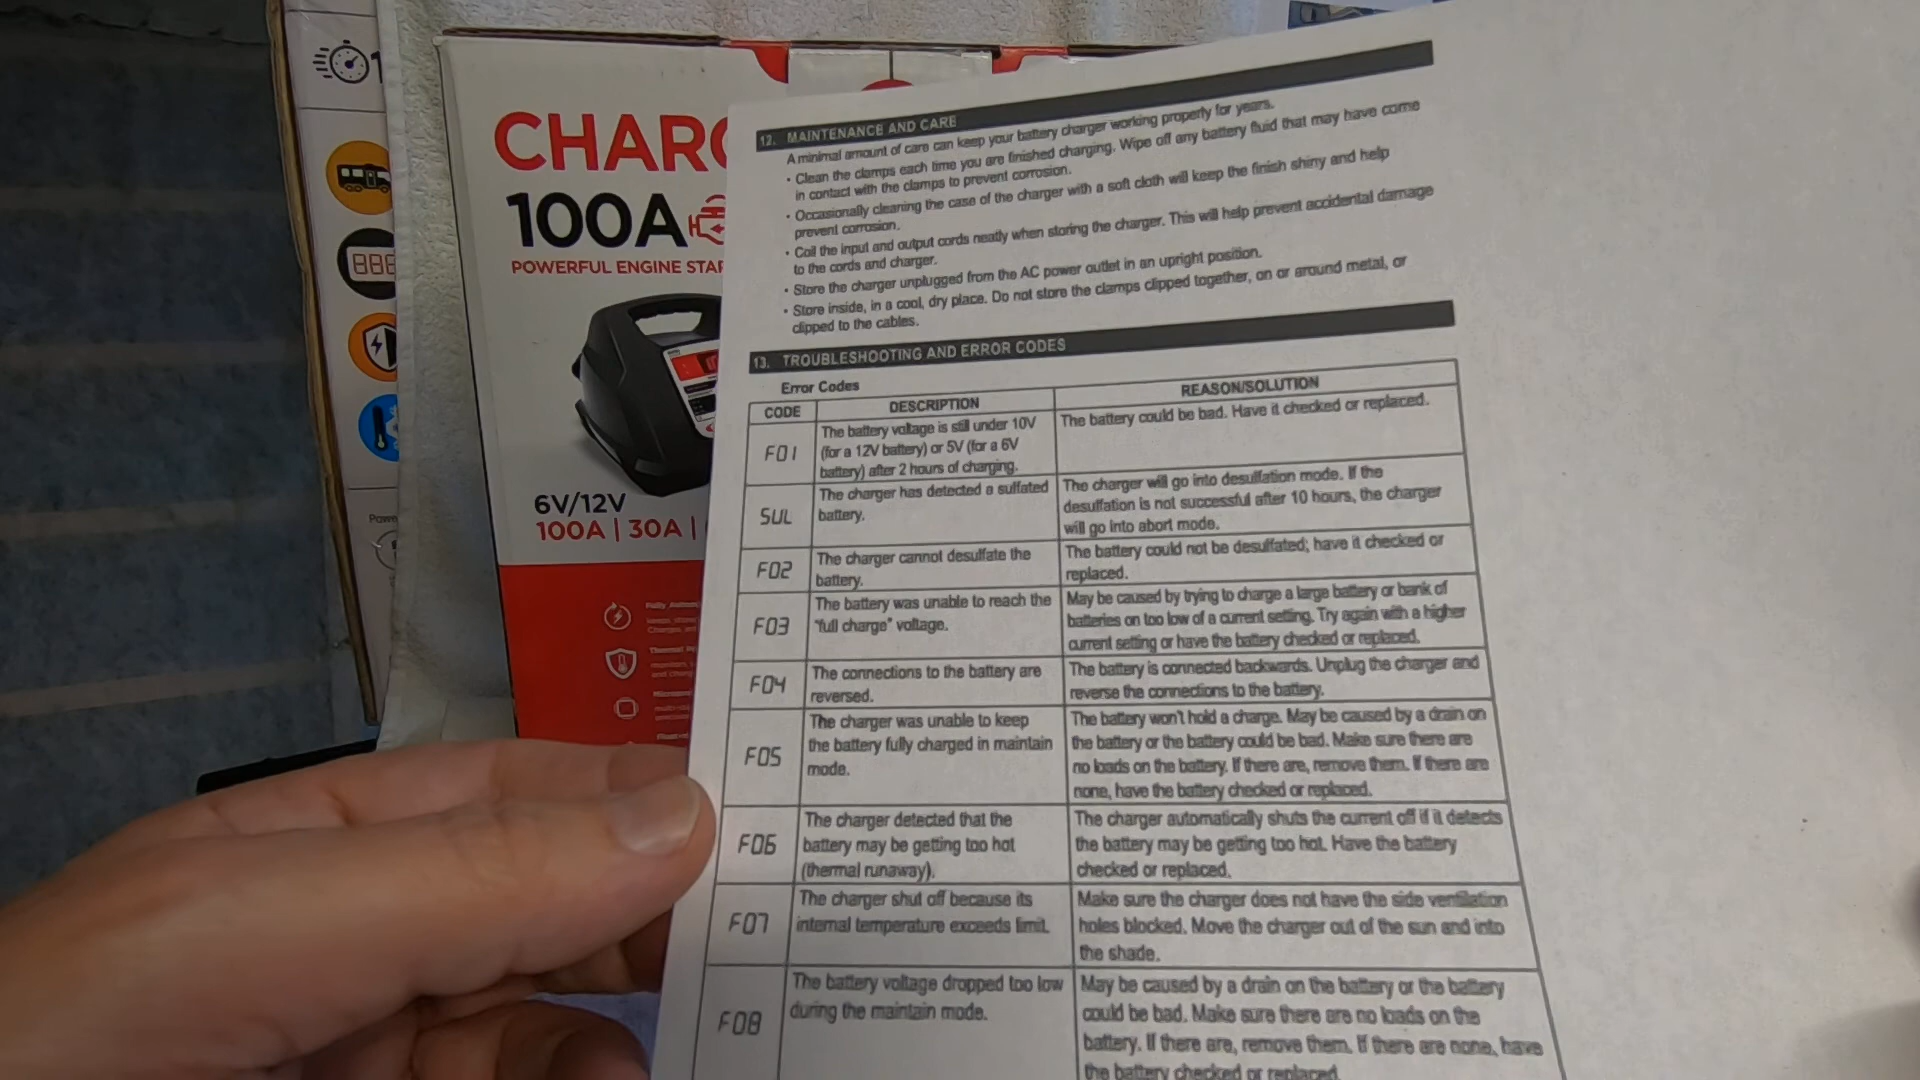 1
888
Powe
CHAR
100A
POWERFUL ENGINE STAR
6V/12V
100A | 30A |
12. MAINTENANCE AND CARE
A minimal amount of care can keep your battery charger working properly for years.
• Clean the clamps each time you are finished charging. Wipe off any battery fluid that may have come
in contact with the clamps to prevent corrosion.
• Occasionally cleaning the case of the charger with a soft cloth will keep the finish shiny and help
prevent corrosion.
• Coil the input and output cords neatly when storing the charger. This will help prevent accidental damage
to the cords and charger.
• Store the charger unplugged from the AC power outlet in an upright position.
• Store inside, in a cool, dry place. Do not store the clamps clipped together, on or around metal, or
clipped to the cables.
13. TROUBLESHOOTING AND ERROR CODES
Error Codes
CODE DESCRIPTION REASON/SOLUTION
F01
The battery voltage is still under 10V
(for a 12V battery) or 5V (for a 6V
battery) after 2 hours of charging.
The battery could be bad. Have it checked or replaced.
SUL
The charger has detected a sulfated
battery.
The charger will go into desulfation mode. If the
desulfation is not successful after 10 hours, the charger
will go into abort mode.
F02
The charger cannot desulfate the
battery.
The battery could not be desulfated; have it checked or
replaced.
F03
The battery was unable to reach the
"full charge" voltage.
May be caused by trying to charge a large battery or bank of
batteries on too low of a current setting. Try again with a higher
current setting or have the battery checked or replaced.
F04
The connections to the battery are
reversed.
The battery is connected backwards. Unplug the charger and
reverse the connections to the battery.
F05
The charger was unable to keep
the battery fully charged in maintain
mode.
The battery won't hold a charge. May be caused by a drain on
the battery or the battery could be bad. Make sure there are
no loads on the battery. If there are, remove them. If there are
none, have the battery checked or replaced.
F06
The charger detected that the
battery may be getting too hot
(thermal runaway).
The charger automatically shuts the current off if it detects
the battery may be getting too hot. Have the battery
checked or replaced.
F07
The charger shut off because its
internal temperature exceeds limit.
Make sure the charger does not have the side ventilation
holes blocked. Move the charger out of the sun and into
the shade.
F08
The battery voltage dropped too low
during the maintain mode.
May be caused by a drain on the battery or the battery
could be bad. Make sure there are no loads on the
battery. If there are, remove them. If there are none, have
the battery checked or replaced.